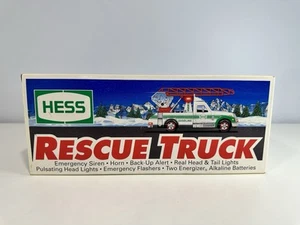 HESS
RESCUE TRUCK
Emergency Siren • Horn • Back-Up Alert • Real Head & Tail Lights
Pulsating Head Lights • Emergency Flashers • Two Energizer, Alkaline Batteries